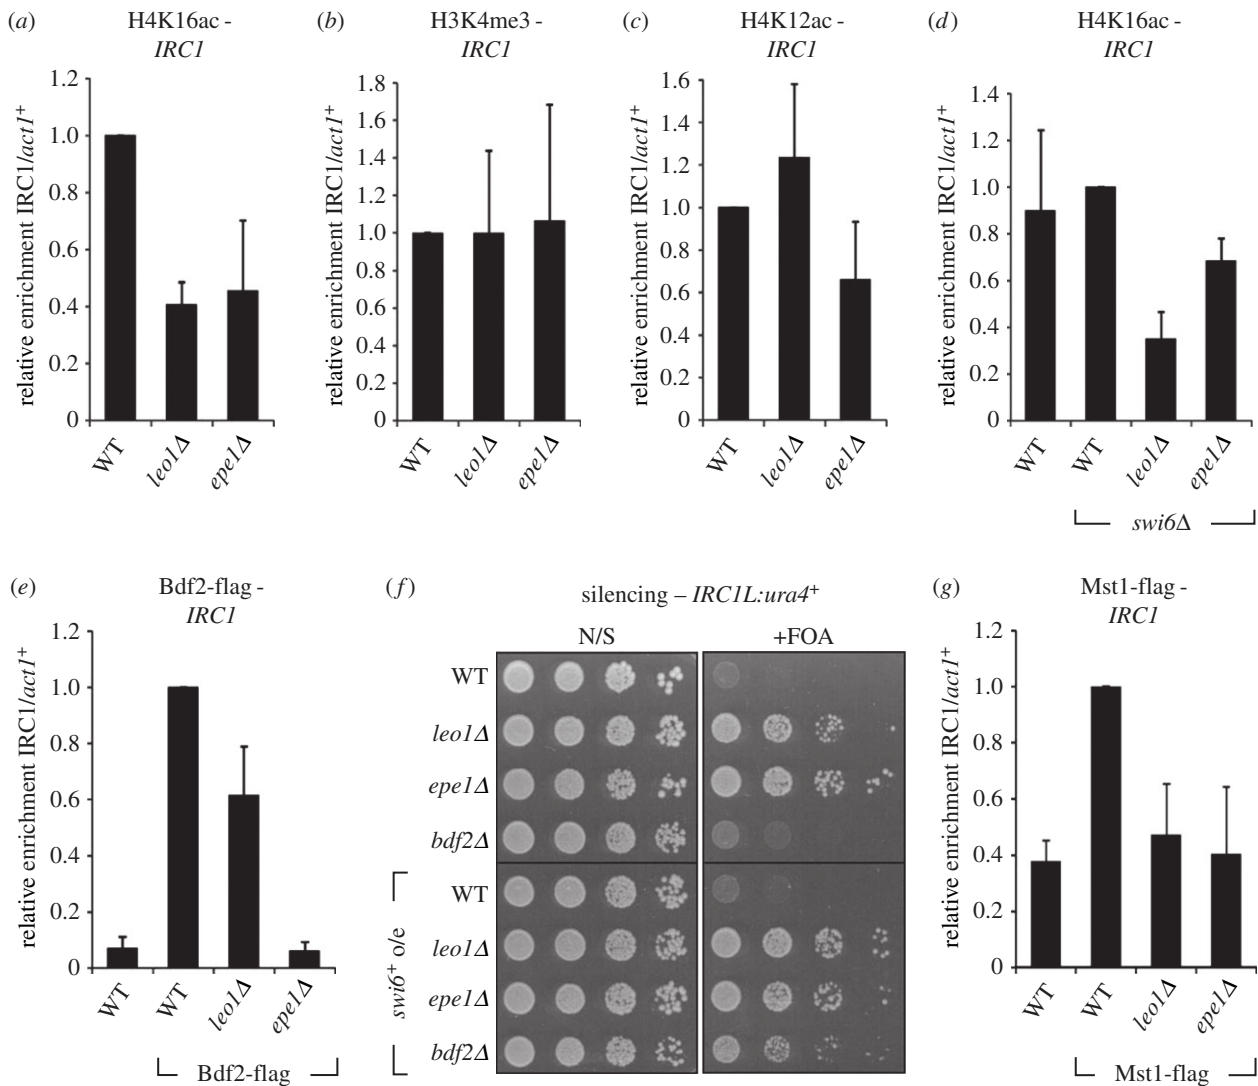 (a)
H4K16ac -
IRC1
relative enrichment IRC1/act1+
1.2
1.0
0.8
0.6
0.4
0.2
0
WT
leo1Δ
epe1Δ
(b)
H3K4me3 -
IRC1
relative enrichment IRC1/act1+
1.8
1.6
1.4
1.2
1.0
0.8
0.6
0.4
0.2
0
WT
leo1Δ
epe1Δ
(c)
H4K12ac -
IRC1
relative enrichment IRC1/act1+
1.6
1.4
1.2
1.0
0.8
0.6
0.4
0.2
0
WT
leo1Δ
epe1Δ
(d)
H4K16ac -
IRC1
relative enrichment IRC1/act1+
1.4
1.2
1.0
0.8
0.6
0.4
0.2
0
WT
WT
leo1Δ
epe1Δ
swi6Δ
(e)
Bdf2-flag -
IRC1
relative enrichment IRC1/act1+
1.2
1.0
0.8
0.6
0.4
0.2
0
WT
WT
leo1Δ
epe1Δ
Bdf2-flag
(f)
silencing – IRC1L:ura4+
N/S +FOA
WT
leo1Δ
epe1Δ
bdf2Δ
swi6+ o/e
WT
leo1Δ
epe1Δ
bdf2Δ
(g)
Mst1-flag -
IRC1
relative enrichment IRC1/act1+
1.2
1.0
0.8
0.6
0.4
0.2
0
WT
WT
leo1Δ
epe1Δ
Mst1-flag